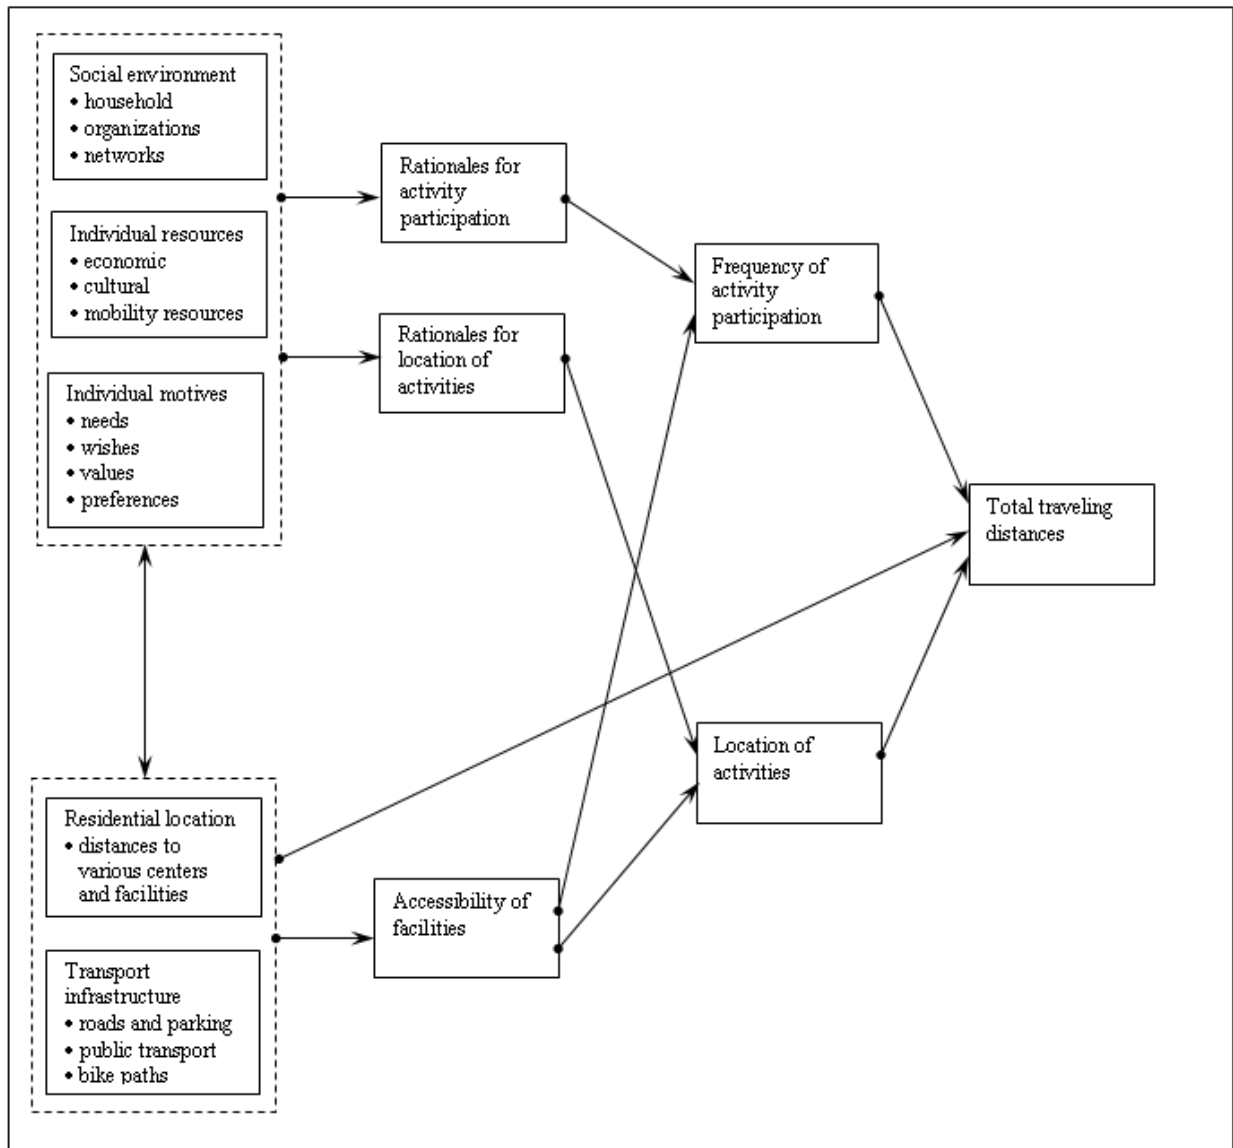 Social environment
• household
• organizations
• networks
Individual resources
• economic
• cultural
• mobility resources
Individual motives
• needs
• wishes
• values
• preferences
Rationales for
activity
participation
Rationales for
location of
activities
Frequency of
activity
participation
Total traveling
distances
Location of
activities
Residential location
• distances to
various centers
and facilities
Transport
infrastructure
• roads and parking
• public transport
• bike paths
Accessibility of
facilities